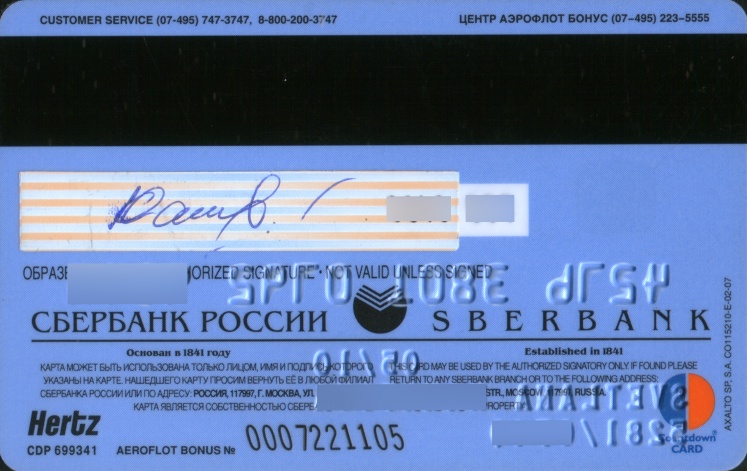 CUSTOMER SERVICE (07-495) 747-3747, 8-800-200-3747
ЦЕНТР АЭРОФЛОТ БОНУС (07-495) 223-5555
HORIZED SIGNATURE · NOT VALID UNLESS SIGNED
СБЕРБАНК РОССИИ SBERBANK
Основан в 1841 году
Established in 1841
КАРТА МОЖЕТ БЫТЬ ИСПОЛЬЗОВАНА ТОЛЬКО ЛИЦОМ, ИМЯ И ПОДПИСЬ КОТОРОГО
УКАЗАНЫ НА КАРТЕ. НАШЕДШЕГО КАРТУ ПРОСИМ ВЕРНУТЬ ЕЁ В ЛЮБОЙ ФИЛИАЛ
СБЕРБАНКА РОССИИ ИЛИ ПО АДРЕСУ: РОССИЯ, 117997, Г. МОСКВА, УЛ.
THIS CARD MAY BE USED BY THE AUTHORIZED SIGNATORY ONLY. IF FOUND PLEASE
RETURN TO ANY SBERBANK BRANCH OR TO THE FOLLOWING ADDRESS:
STR., MOSCOW, 117997, RUSSIA.
КАРТА ЯВЛЯЕТСЯ СОБСТВЕННОСТЬЮ СБЕРЕ PROPERTY
SVETLANA
Hertz
CDP 699341
AEROFLOT BONUS №
0007221105
Countdown
CARD
AXALTO SP, S.A. CO115210-E-02-07